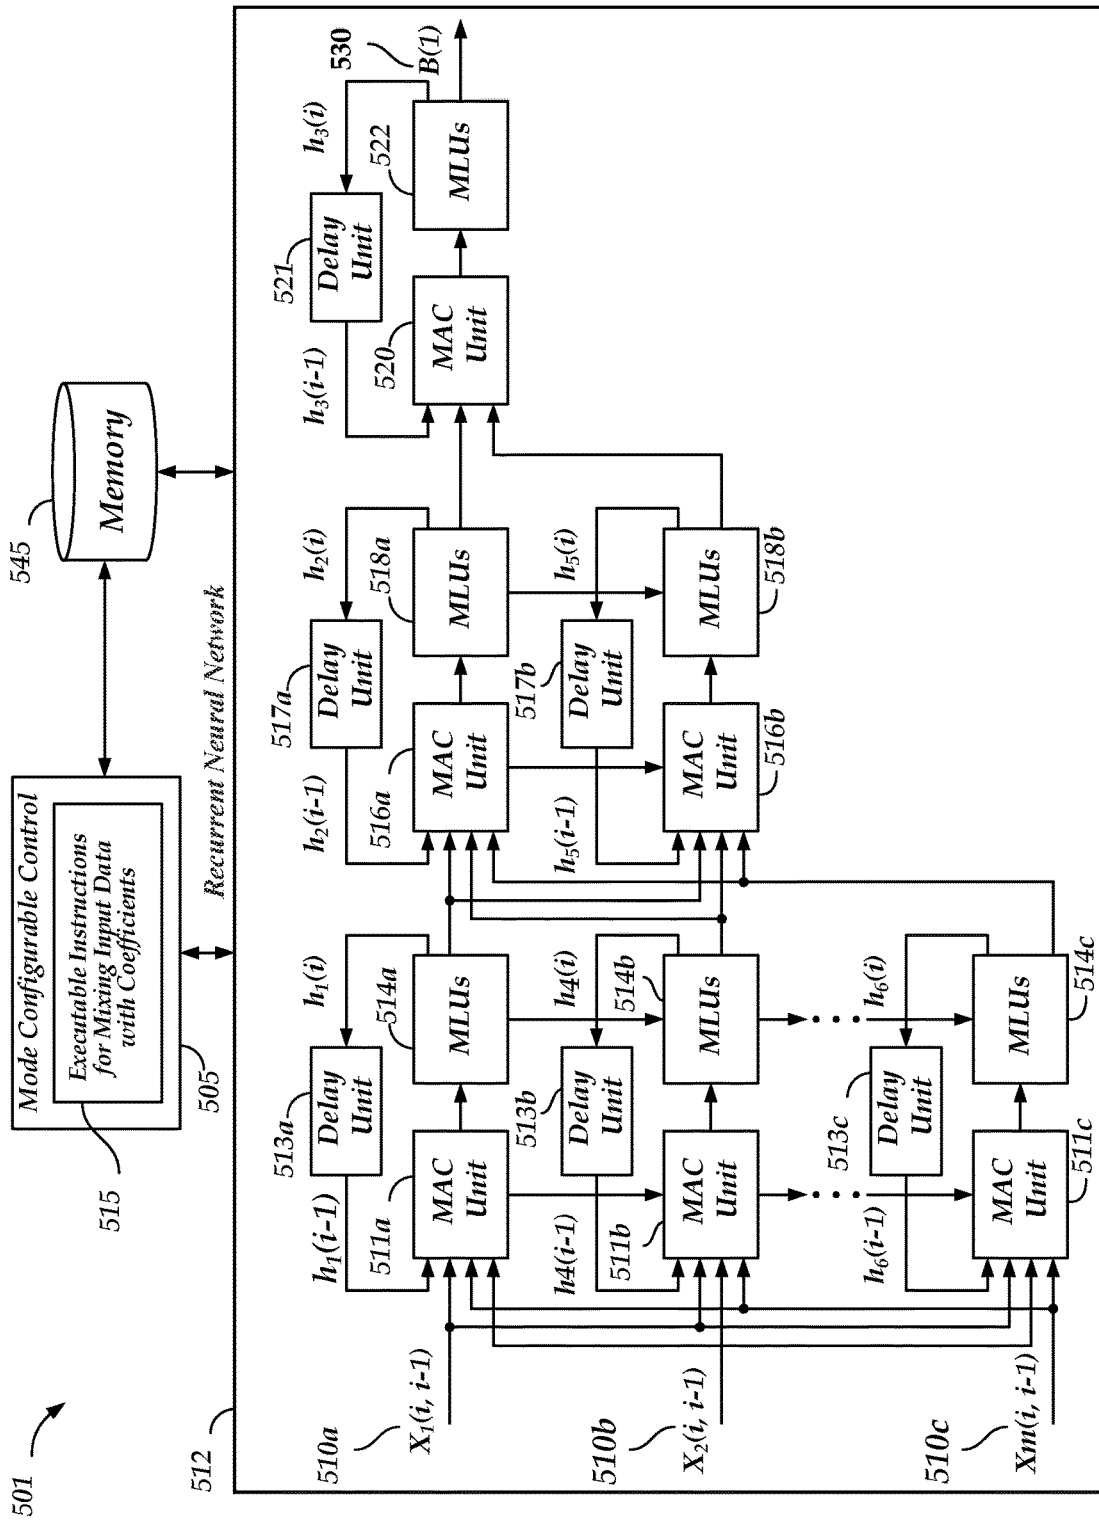 501
Mode Configurable Control
Executable Instructions
for Mixing Input Data
with Coefficients
515
505
545
Memory
512
Recurrent Neural Network
510a
X₁(i, i-1)
h₁(i-1)
513a
Delay
Unit
h₁(i)
511a
MAC
Unit
514a
MLUs
h₂(i-1)
517a
Delay
Unit
h₂(i)
516a
MAC
Unit
518a
MLUs
h₃(i-1)
521
Delay
Unit
h₃(i)
520
MAC
Unit
522
MLUs
530
B(1)
510b
X₂(i, i-1)
h4(i-1)
513b
Delay
Unit
h4(i)
511b
MAC
Unit
514b
MLUs
h₅(i-1)
517b
Delay
Unit
h₅(i)
MAC
Unit
516b
MLUs
518b
510c
Xm(i, i-1)
h₆(i-1)
513c
Delay
Unit
h₆(i)
MAC
Unit
511c
MLUs
514c